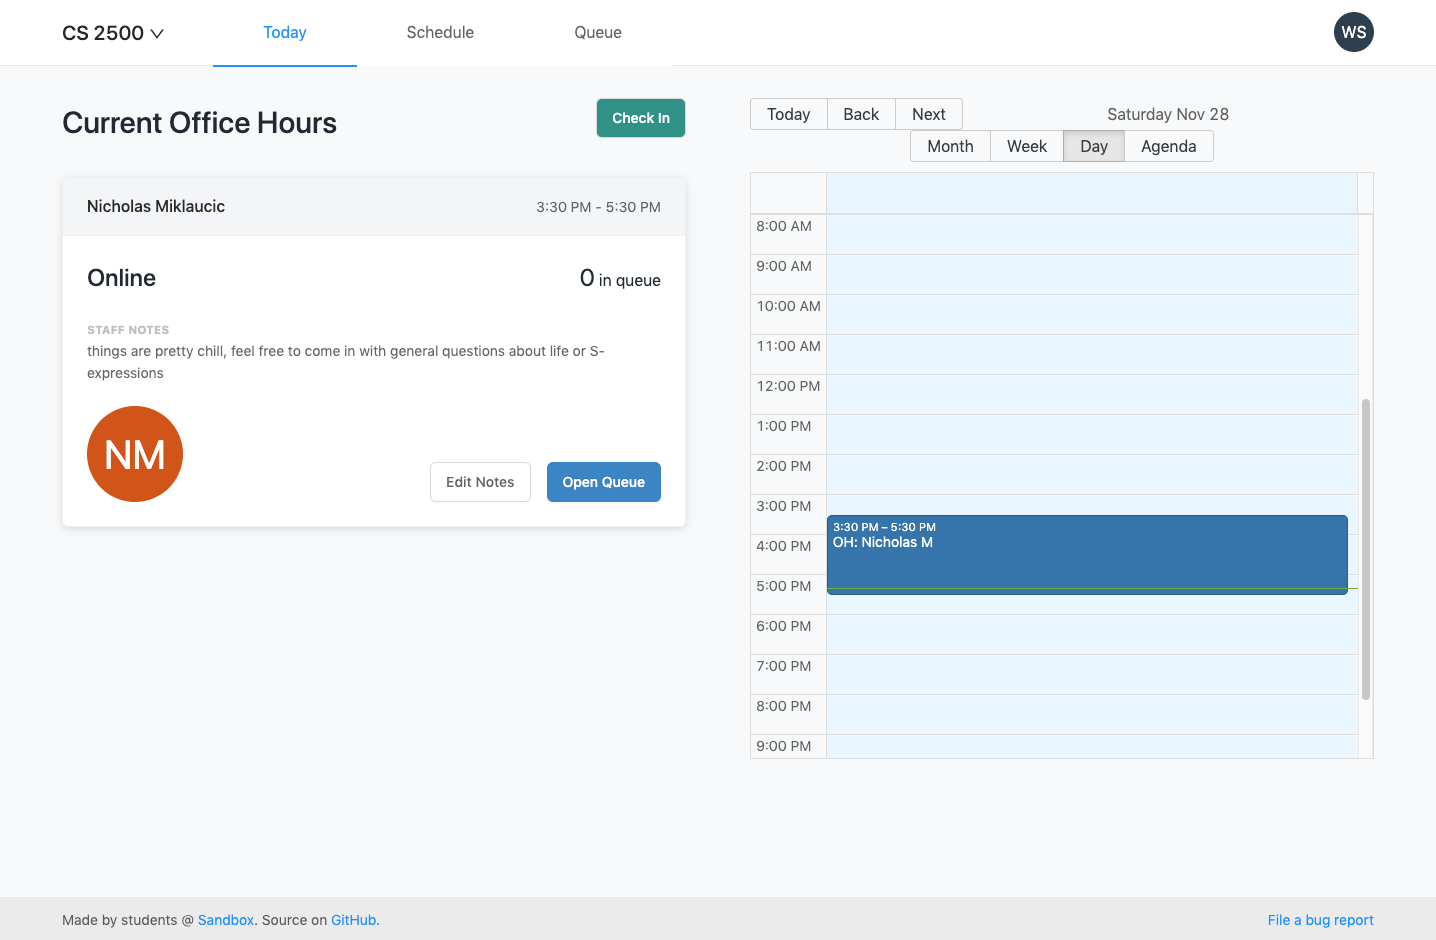 CS 2500
Today
Schedule
Queue
WS
Current Office Hours
Check In
Nicholas Miklaucic
3:30 PM - 5:30 PM
Online
0 in queue
STAFF NOTES
things are pretty chill, feel free to come in with general questions about life or S-
expressions
NM
Edit Notes
Open Queue
Today
Back
Next
Saturday Nov 28
Month
Week
Day
Agenda
8:00 AM
9:00 AM
10:00 AM
11:00 AM
12:00 PM
1:00 PM
2:00 PM
3:00 PM
3:30 PM – 5:30 PM
OH: Nicholas M
4:00 PM
5:00 PM
6:00 PM
7:00 PM
8:00 PM
9:00 PM
Made by students @ Sandbox. Source on GitHub.
File a bug report